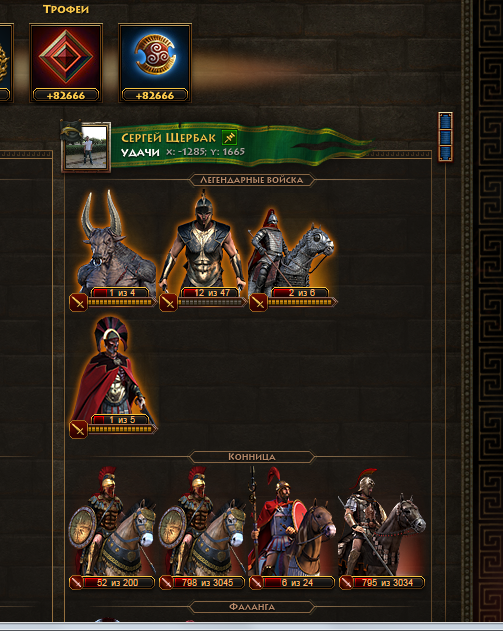 Трофеи
+82666
+82666
Сергей Щербак
удачи x: -1285; y: 1665
Легендарные войска
1 из 4
12 из 47
2 из 6
1 из 5
Конница
52 из 200
798 из 3045
6 из 24
795 из 3034
Фаланга